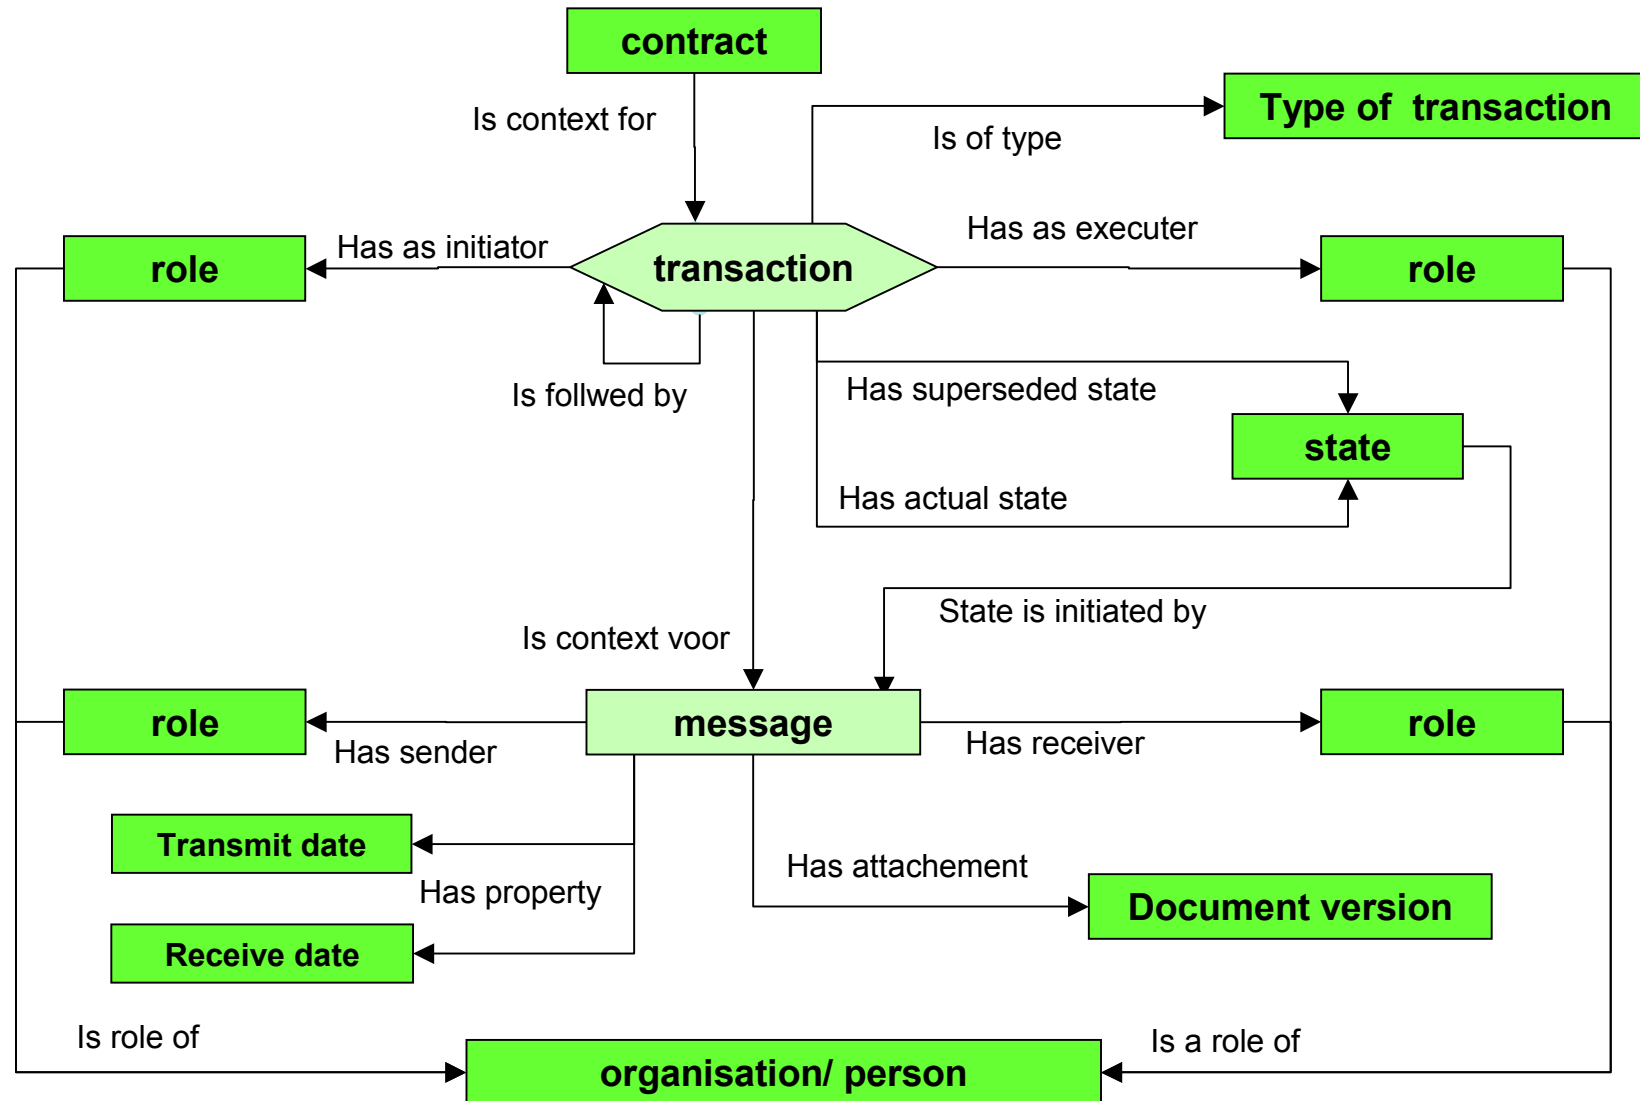 contract
Is context for
Type of  transaction
Is of type
Has as executer
Has as initiator
role
transaction
role
Is follwed by
Has superseded state
state
Has actual state
State is initiated by
Is context voor
role
message
role
Has sender
Has receiver
Transmit date
Has attachement
Has property
Document version
Receive date
Is role of
Is a role of
organisation/ person